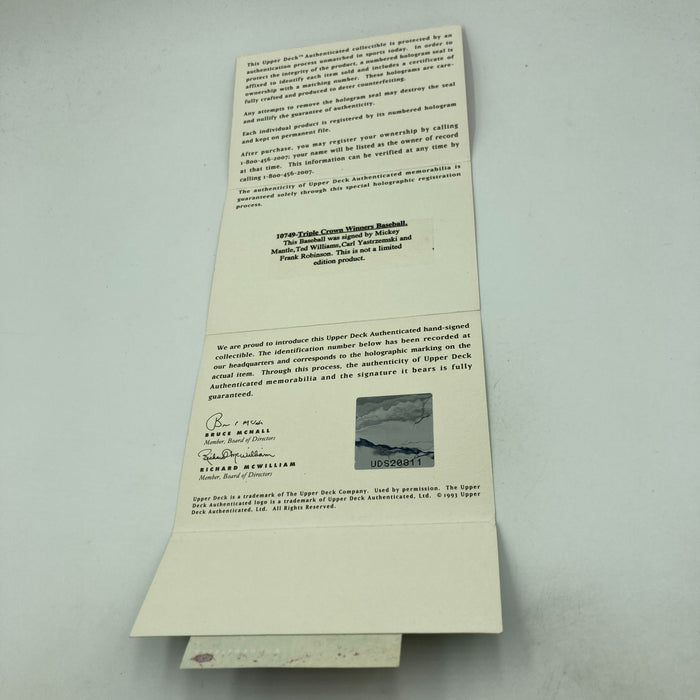 This Upper Deck™ Authenticated collectible is protected by an
authentication process unmatched in sports today. In order to
protect the integrity of the product, a numbered hologram seal is
affixed to identify each item sold and includes a certificate of
ownership with a matching number. These holograms are care-
fully crafted and produced to deter counterfeiting.
Any attempts to remove the hologram seal may destroy the seal
and nullify the guarantee of authenticity.
Each individual product is registered by its numbered hologram
and kept on permanent file.
After purchase, you may register your ownership by calling
1-800-456-2007; your name will be listed as the owner of record
at that time. This information can be verified at any time by
calling 1-800-456-2007.
The authenticity of Upper Deck Authenticated memorabilia is
guaranteed solely through this special holographic registration
process.
10749-Triple Crown Winners Baseball.
This Baseball was signed by Mickey
Mantle,Ted Williams,Carl Yastrzemski and
Frank Robinson. This is not a limited
edition product.
We are proud to introduce this Upper Deck Authenticated hand-signed
collectible. The identification number below has been recorded at
our headquarters and corresponds to the holographic marking on the
actual item. Through this process, the authenticity of Upper Deck
Authenticated memorabilia and the signature it bears is fully
guaranteed.
BRUCE MCNALL
Member, Board of Directors
Richard McWilliam
RICHARD MCWILLIAM
Member, Board of Directors
UDS20811
Upper Deck is a trademark of The Upper Deck Company. Used by permission. The Upper
Deck Authenticated logo is a trademark of Upper Deck Authenticated, Ltd. © 1993 Upper
Deck Authenticated, Ltd. All Rights Reserved.